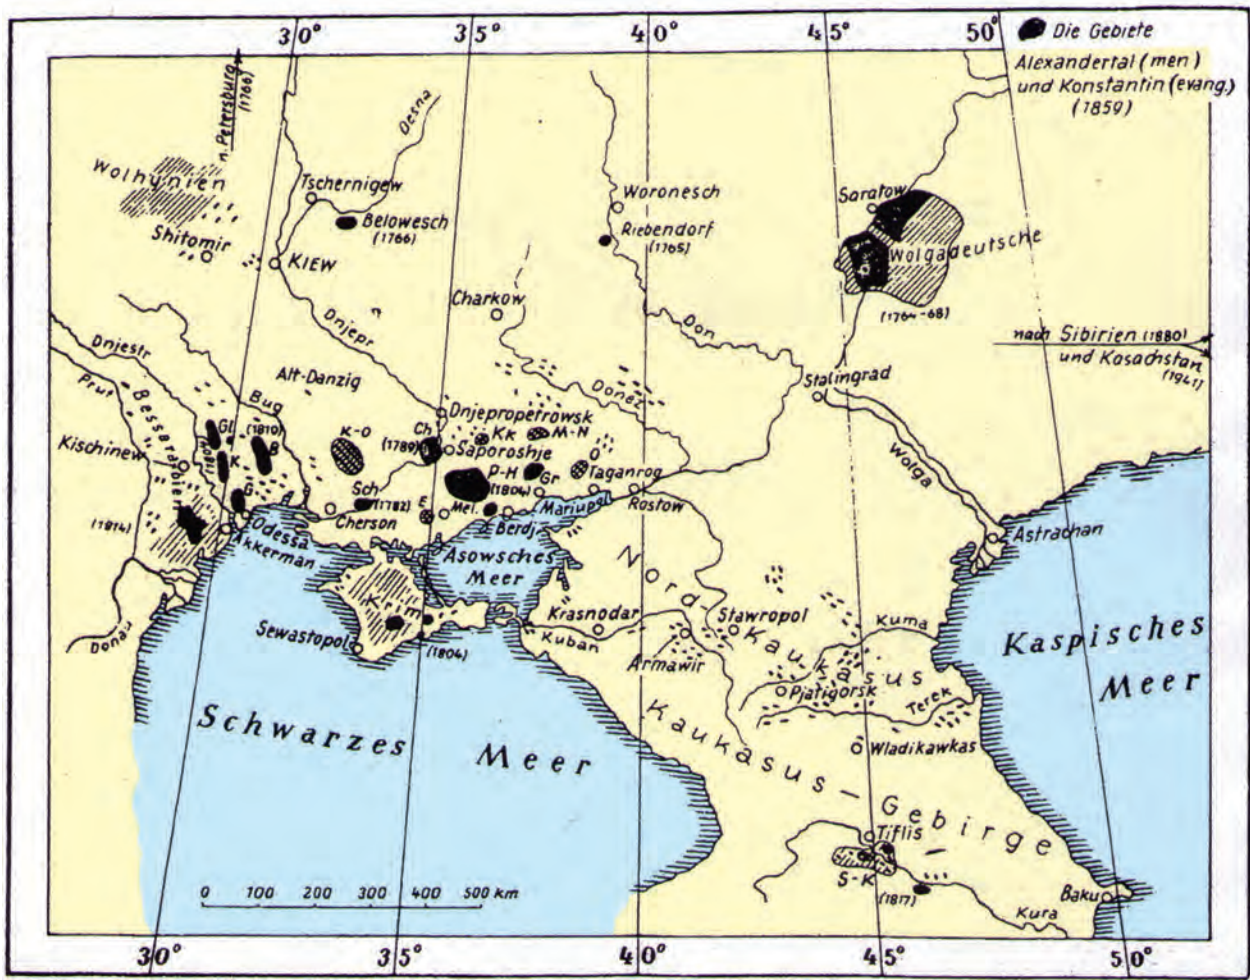 30°
35°
40°
45°
50°
Die Gebiete
Alexandertal (men)
und Konstantin (evang.)
(1859)
n. Petersburg
(1766)
Desna
Wolhynien
Tschernigew
Belowesch
(1766)
Shitomir
KIEW
Woronesch
Riebendorf
(1765)
Saratow
Wolgadeutsche
(1764-68)
Charkow
Dnjepr
Don
nach Sibirien (1880)
und Kasachstan
(1941)
Dnjestr
Prut
Bessarabien
Alt-Danzig
Bug
Donez
Stalingrad
Dnjepropetrowsk
Gl
(1810)
K-O
Ch
(1789)
Kk
M-N
Kischinew
B
K
Saporoshje
P-H
(1804)
Gr
O
Taganrog
Wolga
Sch
(1782)
E
Mel.
Mariupol
Rostow
(1814)
Gl
Odessa
Akkerman
Cherson
Berdj.
Astrachan
Asowsches
Meer
Nord
Kaukasus
Krim
Krasnodar
Stawropol
Kuma
Donau
Sewastopol
(1804)
Kuban
Armawir
Kaspisches
Meer
Pjatigorsk
Terek
Schwarzes Meer
Wladikawkas
Kaukasus-Gebirge
Tiflis
S-K
(1817)
Kura
Baku
0 100 200 300 400 500 km
30°
35°
40°
45°
50°